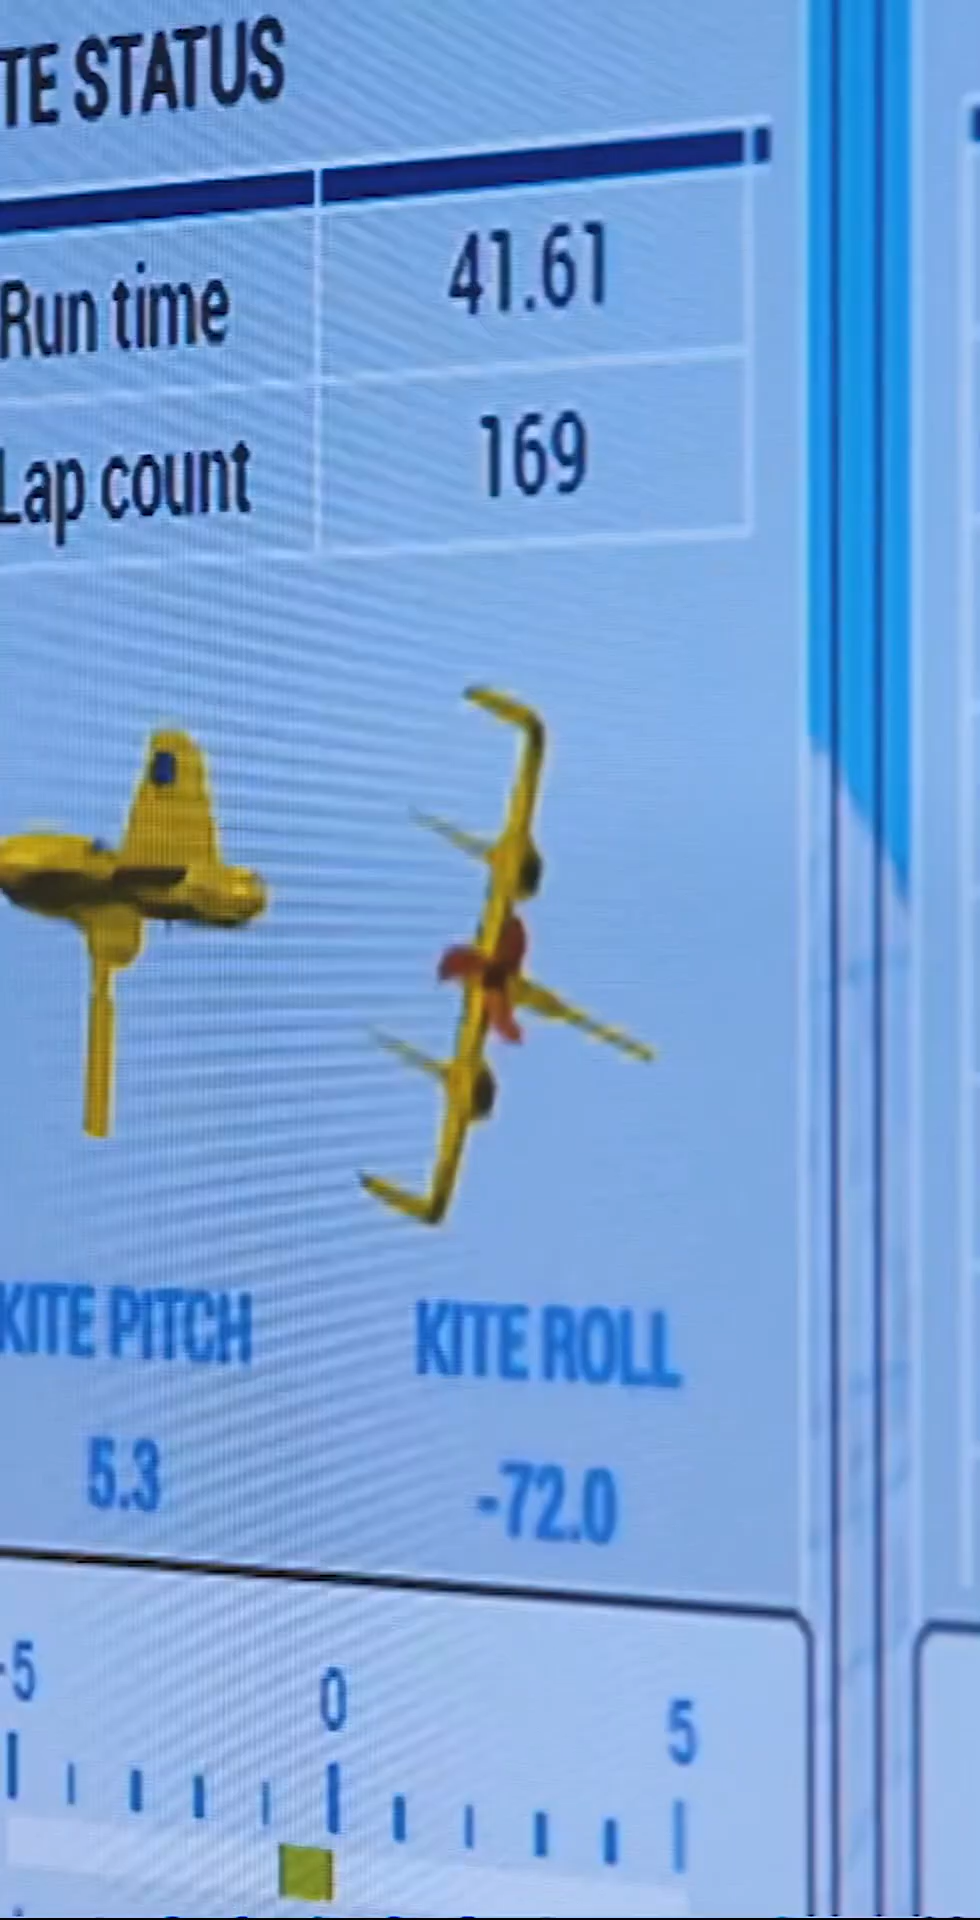 TE STATUS
Run time 41.61
Lap count 169
KITE PITCH KITE ROLL
5.3 -72.0
-5 0 5